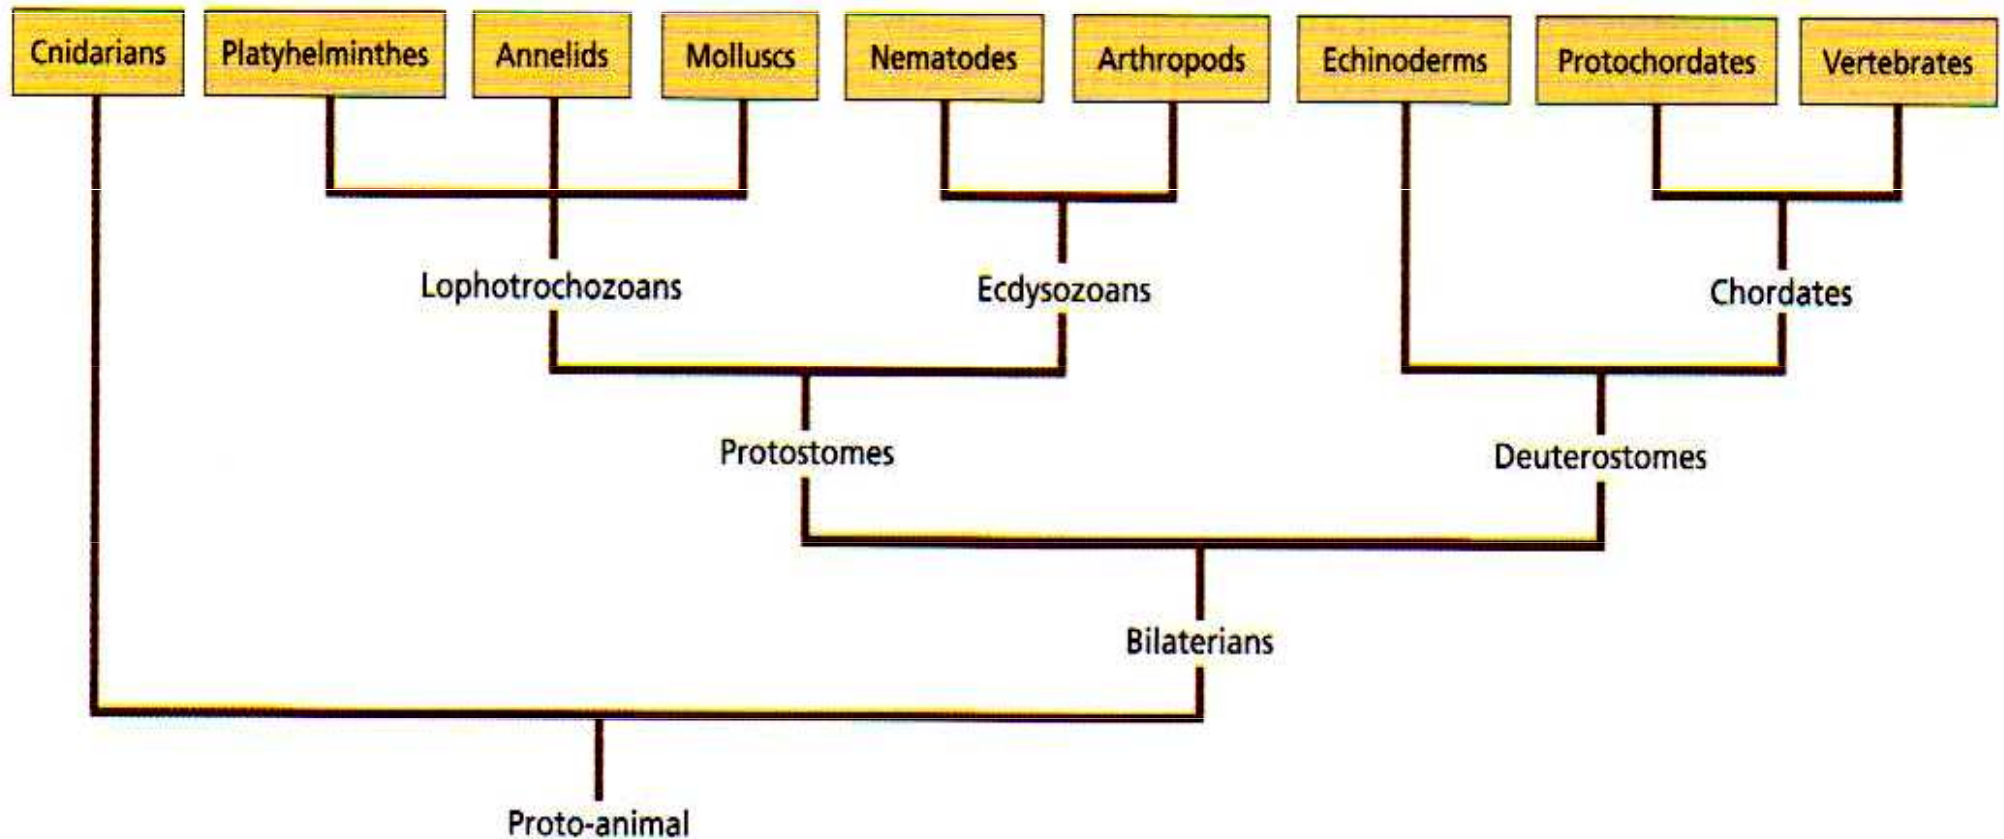 Cnidarians
Platyhelminthes
Annelids
Molluscs
Nematodes
Arthropods
Echinoderms
Protochordates
Vertebrates
Lophotrochozoans
Ecdysozoans
Chordates
Protostomes
Deuterostomes
Bilaterians
Proto-animal